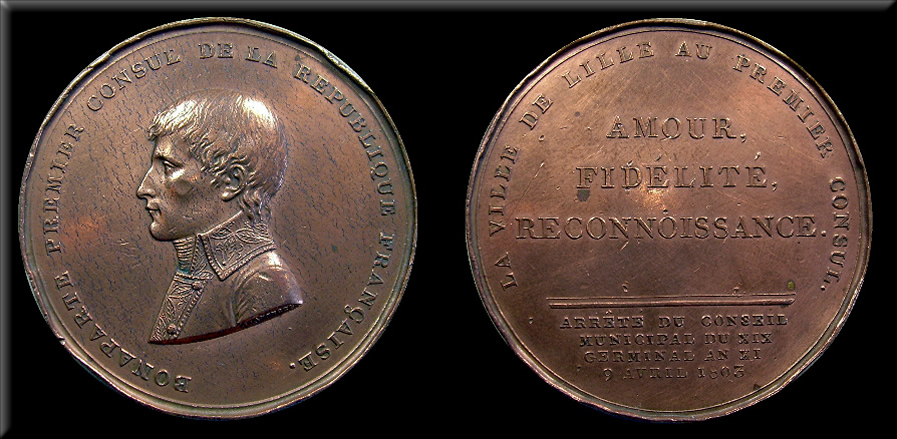 BONAPARTE PREMIER CONSUL DE LA REPUBLIQUE FRANÇAISE.
LA VILLE DE LILLE AU PREMIER CONSUL.
AMOUR,
FIDÉLITÉ,
RECONNOISSANCE.
ARRÊTÉ DU CONSEIL
MUNICIPAL DU XIX
GERMINAL AN XI
9 AVRIL 1803